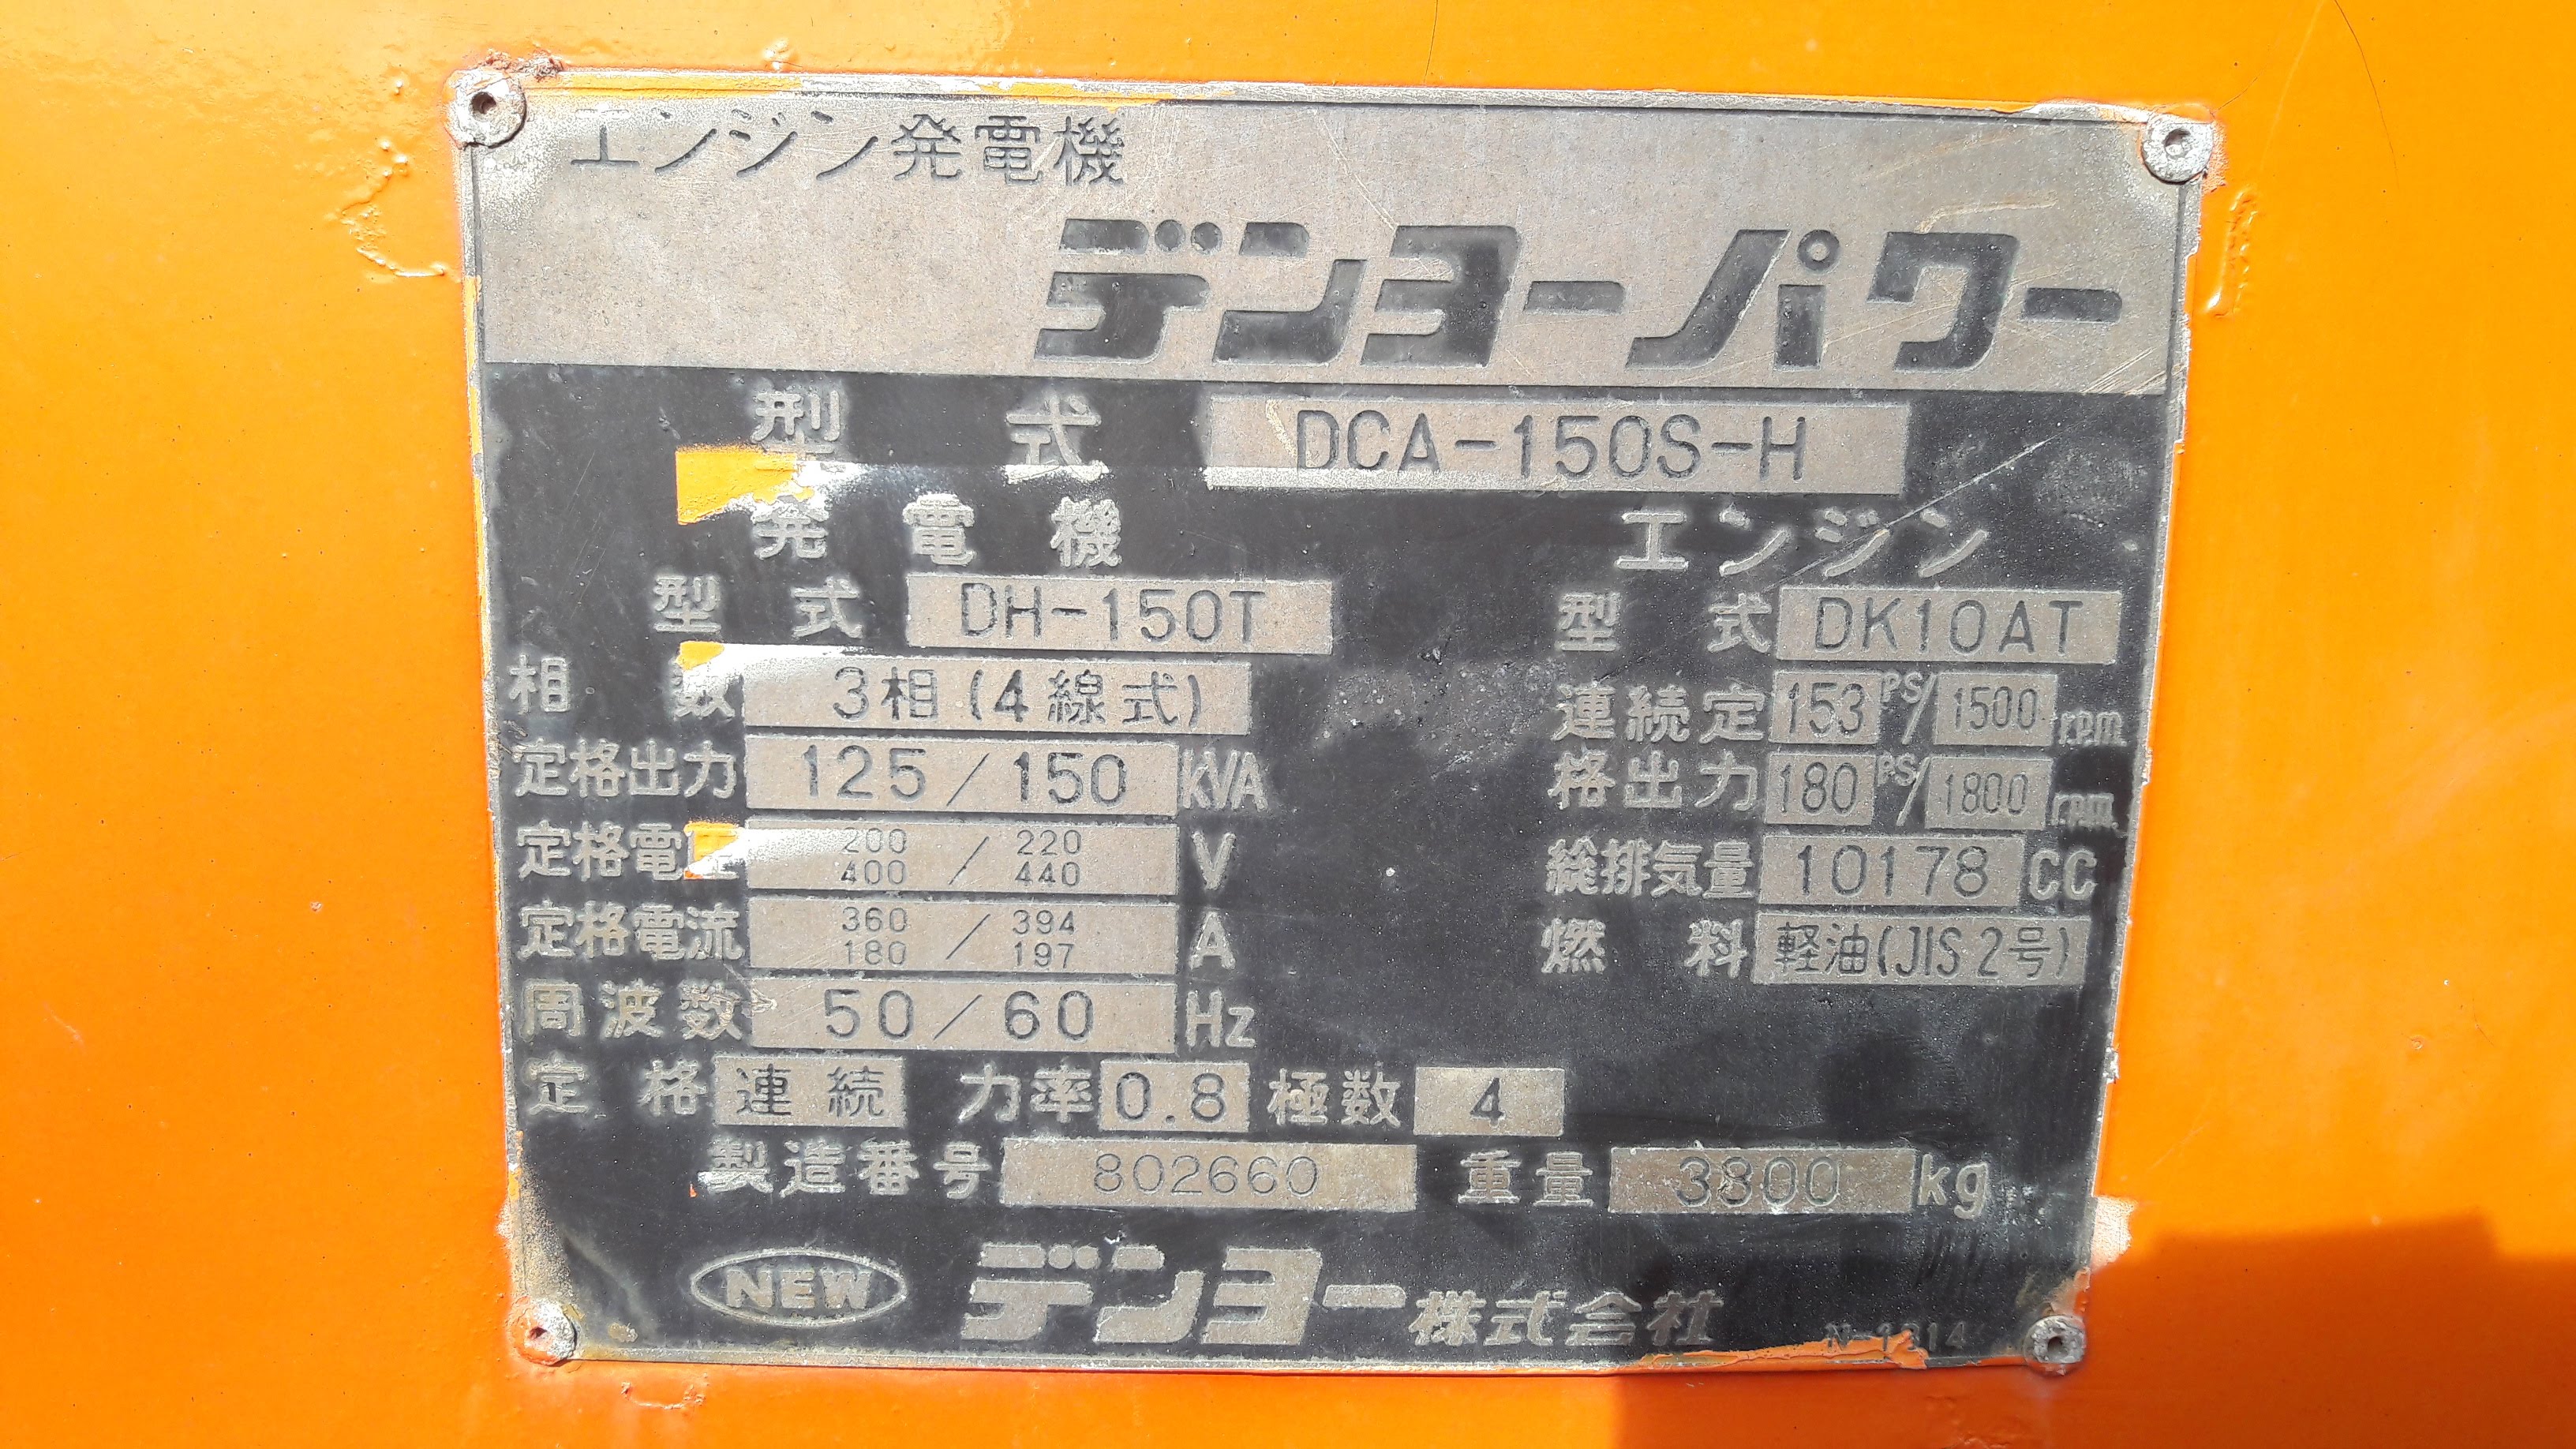 エンジン発電機
デンヨーパワー
型式 DCA-150S-H
発電機 エンジン
型式 DH-150T 型式 DK10AT
相数 3相(4線式) 連続定 153PS/1500rpm
定格出力 125/150 kVA 格出力 180PS/1800rpm
定格電圧 200/220 V 総排気量 10178 CC
400/440
定格電流 360/394 A 燃料 軽油(JIS2号)
180/197
周波数 50/60 Hz
定格 連続 力率 0.8 極数 4
製造番号 802660 重量 3800 kg
NEW デンヨー株式会社